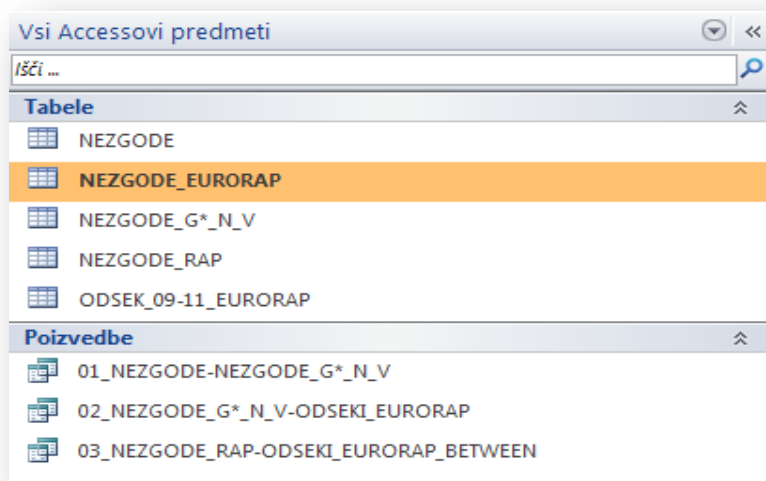 Vsi Accessovi predmeti
Išči ...
Tabele
NEZGODE
NEZGODE_EURORAP
NEZGODE_G*_N_V
NEZGODE_RAP
ODSEK_09-11_EURORAP
Poizvedbe
01_NEZGODE-NEZGODE_G*_N_V
02_NEZGODE_G*_N_V-ODSEKI_EURORAP
03_NEZGODE_RAP-ODSEKI_EURORAP_BETWEEN